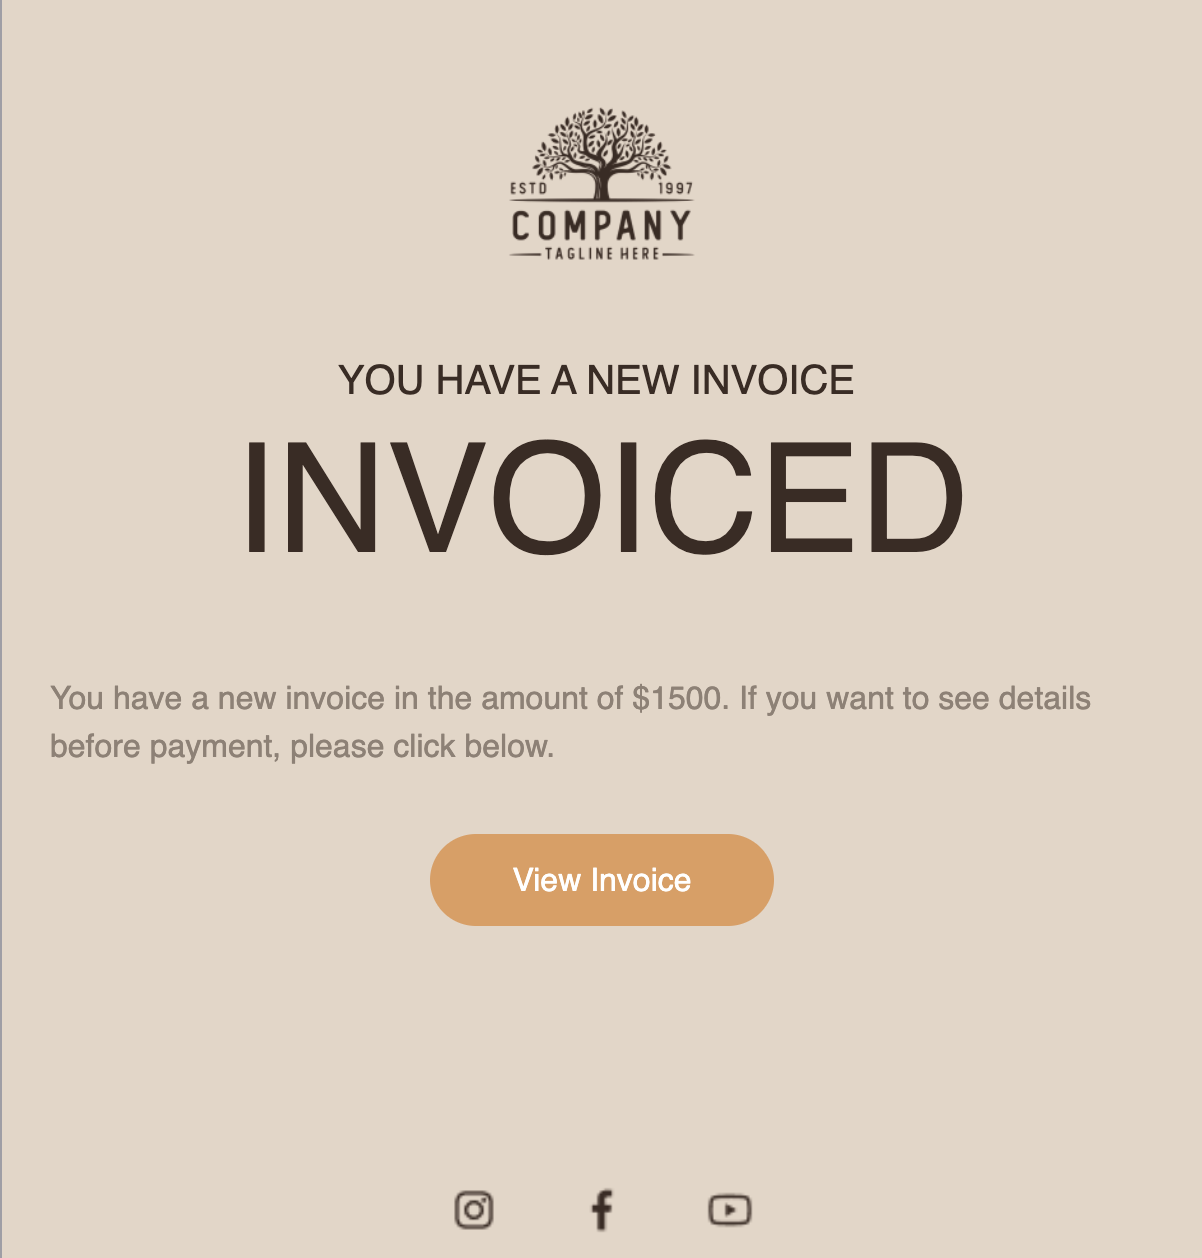 ESTD 1997
COMPANY
TAGLINE HERE
YOU HAVE A NEW INVOICE
INVOICED
You have a new invoice in the amount of $1500. If you want to see details
before payment, please click below.
View Invoice